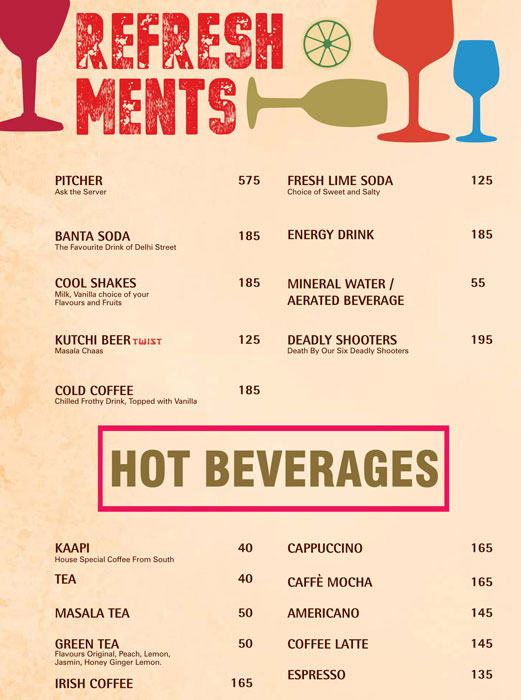 REFRESH
MENTS
PITCHER 575
Ask the Server
BANTA SODA 185
The Favourite Drink of Delhi Street
COOL SHAKES 185
Milk, Vanilla choice of your
Flavours and Fruits
KUTCHI BEER TWIST 125
Masala Chaas
COLD COFFEE 185
Chilled Frothy Drink, Topped with Vanilla
FRESH LIME SODA 125
Choice of Sweet and Salty
ENERGY DRINK 185
MINERAL WATER / 55
AERATED BEVERAGE
DEADLY SHOOTERS 195
Death By Our Six Deadly Shooters
HOT BEVERAGES
KAAPI 40
House Special Coffee From South
TEA 40
MASALA TEA 50
GREEN TEA 50
Flavours Original, Peach, Lemon,
Jasmin, Honey Ginger Lemon.
IRISH COFFEE 165
CAPPUCCINO 165
CAFFÈ MOCHA 165
AMERICANO 145
COFFEE LATTE 145
ESPRESSO 135